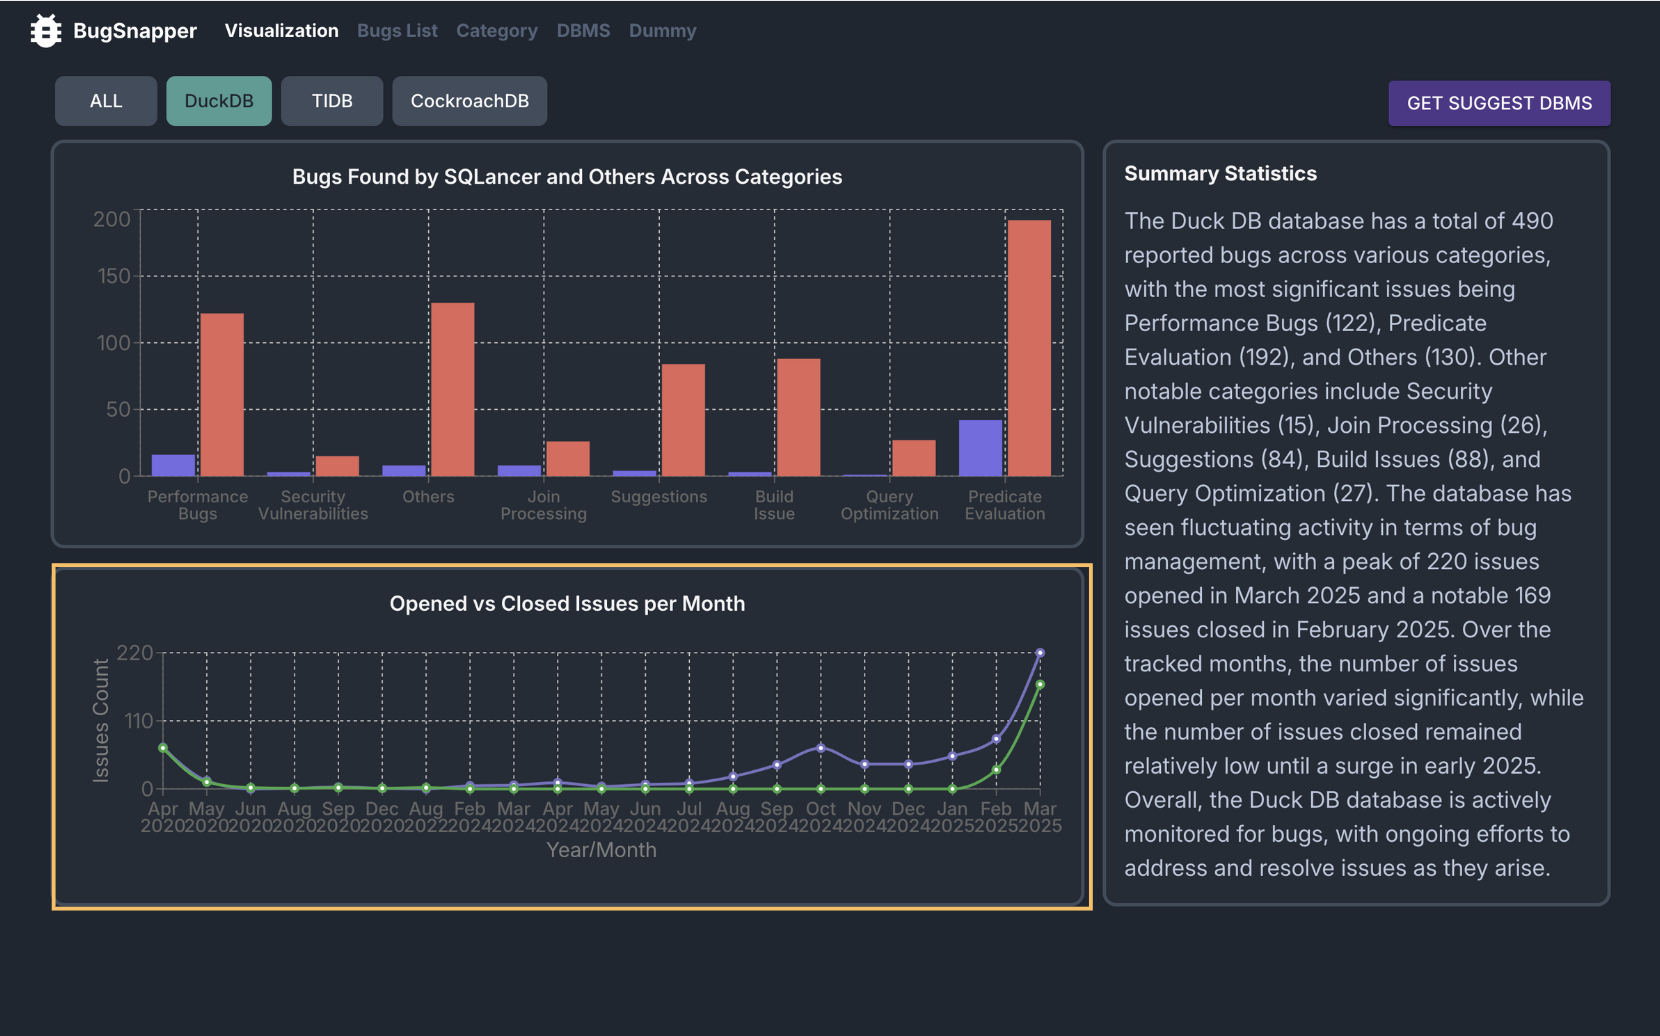 BugSnapper
Visualization Bugs List Category DBMS Dummy
ALL DuckDB TIDB CockroachDB
GET SUGGEST DBMS
Bugs Found by SQLancer and Others Across Categories
200
150
100
50
0
Performance
Bugs
Security
Vulnerabilities
Others
Join
Processing
Suggestions
Build
Issue
Query
Optimization
Predicate
Evaluation
Opened vs Closed Issues per Month
Issues Count
220
110
0
Apr May Jun Aug Sep Dec Aug Feb Mar Apr May Jun Jul Aug Sep Oct Nov Dec Jan Feb Mar
2020 2020 2020 2020 2020 2020 2022 2024 2024 2024 2024 2024 2024 2024 2024 2024 2024 2024 2025 2025 2025
Year/Month
Summary Statistics
The Duck DB database has a total of 490
reported bugs across various categories,
with the most significant issues being
Performance Bugs (122), Predicate
Evaluation (192), and Others (130). Other
notable categories include Security
Vulnerabilities (15), Join Processing (26),
Suggestions (84), Build Issues (88), and
Query Optimization (27). The database has
seen fluctuating activity in terms of bug
management, with a peak of 220 issues
opened in March 2025 and a notable 169
issues closed in February 2025. Over the
tracked months, the number of issues
opened per month varied significantly, while
the number of issues closed remained
relatively low until a surge in early 2025.
Overall, the Duck DB database is actively
monitored for bugs, with ongoing efforts to
address and resolve issues as they arise.